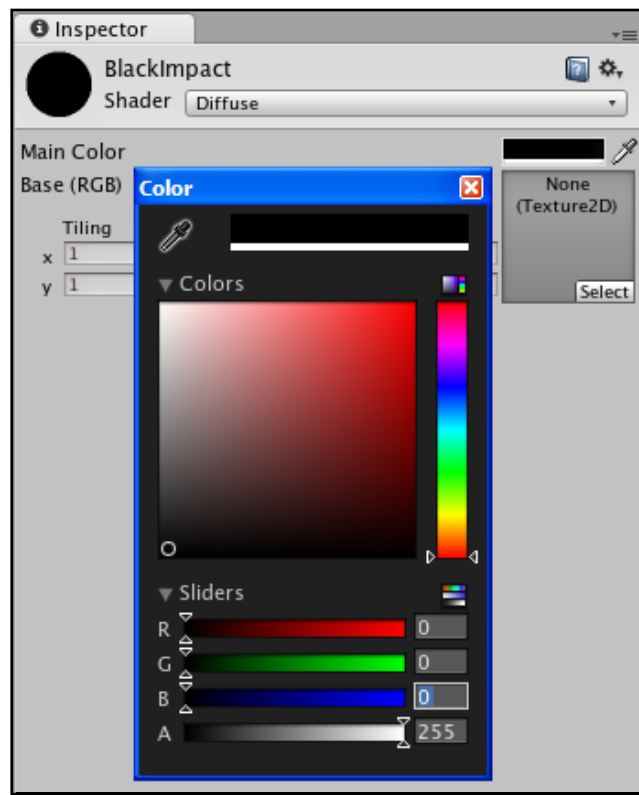 Inspector
BlackImpact
Shader Diffuse
Main Color
Base (RGB)
Color
None
(Texture2D)
Tiling
x 1
y 1
Select
Colors
Sliders
R 0
G 0
B 0
A 255